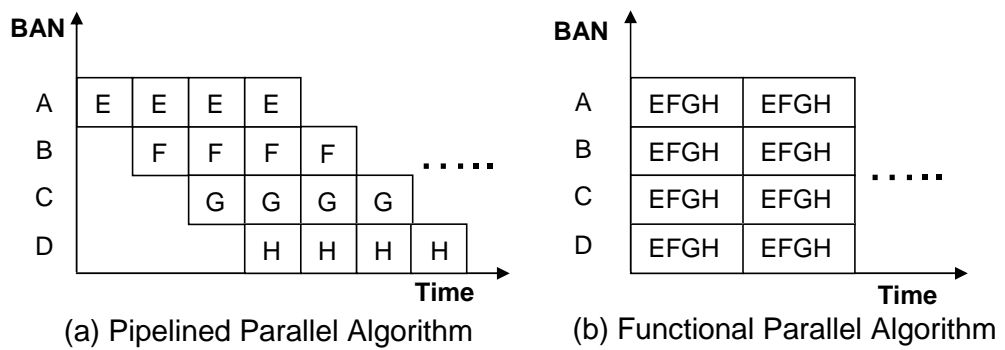 BAN
A E E E E
B F F F F
C G G G G
D H H H H
Time
(a) Pipelined Parallel Algorithm
BAN
A EFGH EFGH
B EFGH EFGH
C EFGH EFGH
D EFGH EFGH
Time
(b) Functional Parallel Algorithm